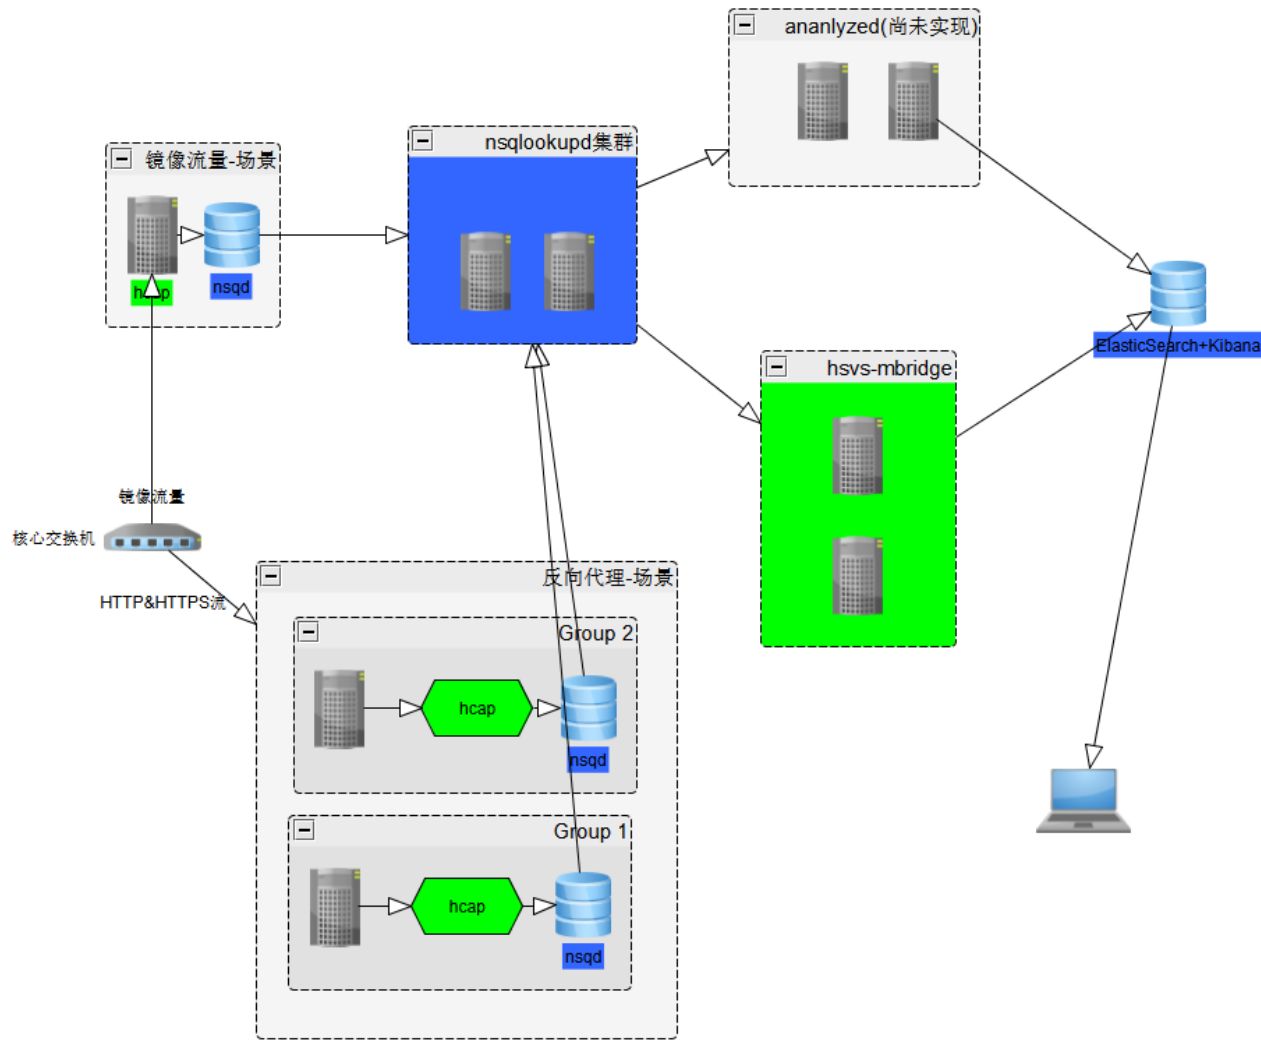 ananlyzed(尚未实现)
nsqlookupd集群
镜像流量-场景
hcap
nsqd
ElasticSearch+Kibana
hsvs-mbridge
镜像流量
核心交换机
HTTP&HTTPS流
反向代理-场景
Group 2
hcap
nsqd
Group 1
hcap
nsqd